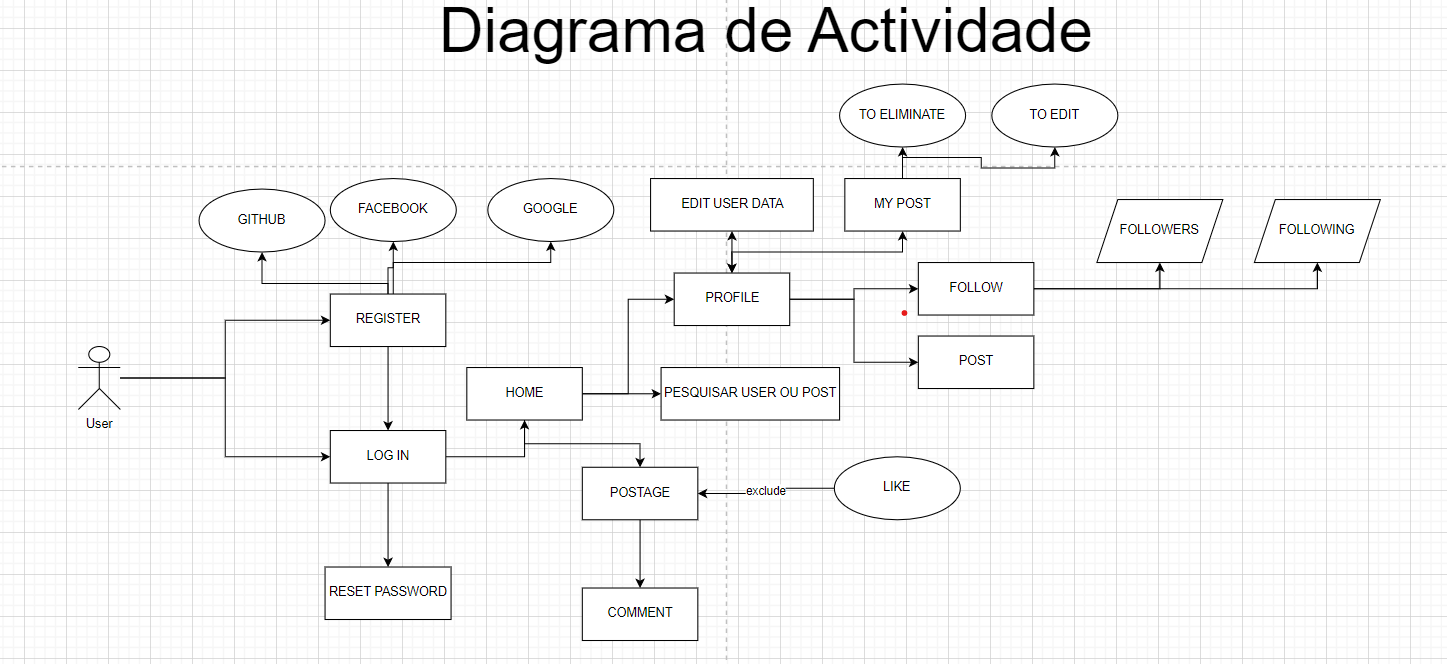 Diagrama de Actividade
TO ELIMINATE
TO EDIT
GITHUB
FACEBOOK
GOOGLE
EDIT USER DATA
MY POST
FOLLOWERS
FOLLOWING
REGISTER
PROFILE
FOLLOW
POST
User
HOME
PESQUISAR USER OU POST
LOG IN
POSTAGE
exclude
LIKE
RESET PASSWORD
COMMENT